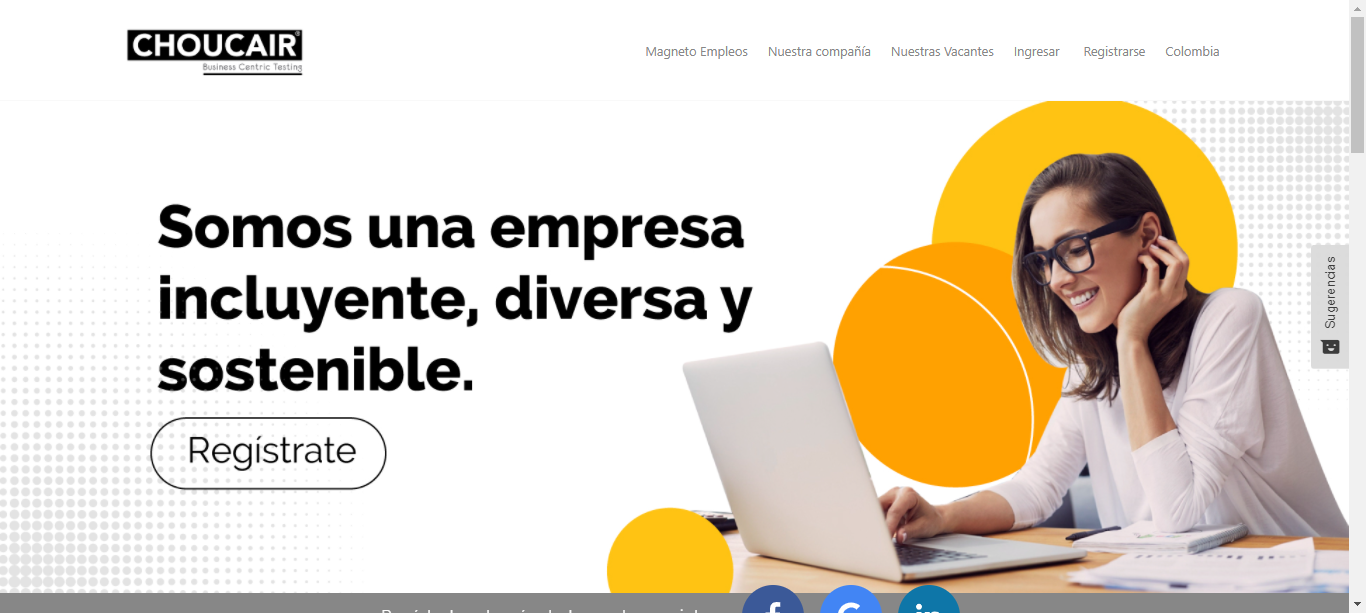 CHOUCAIR®
Business Centric Testing
Magneto Empleos Nuestra compañía Nuestras Vacantes Ingresar Registrarse Colombia
Somos una empresa
incluyente, diversa y
sostenible.
Regístrate
Sugerencias